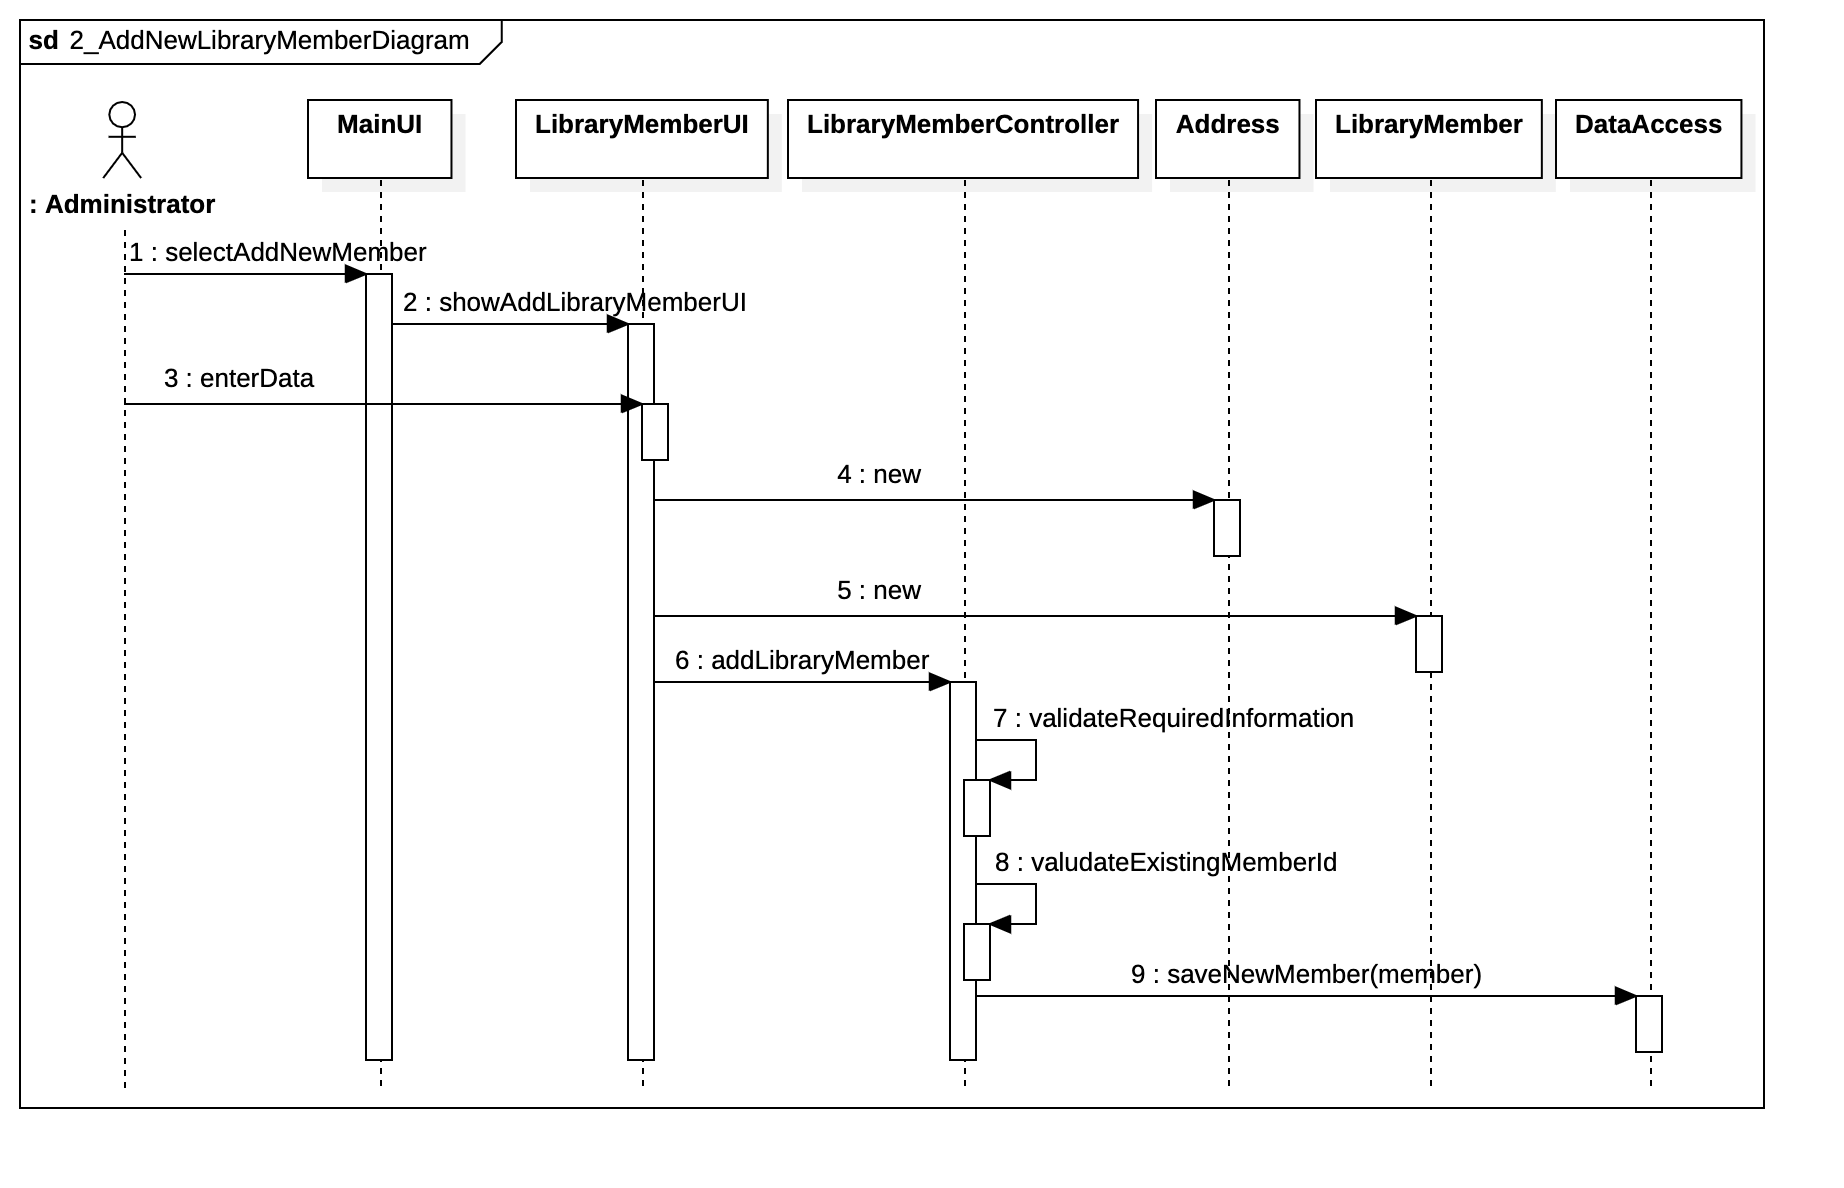 sd 2_AddNewLibraryMemberDiagram
MainUI
LibraryMemberUI
LibraryMemberController
Address
LibraryMember
DataAccess
: Administrator
1 : selectAddNewMember
2 : showAddLibraryMemberUI
3 : enterData
4 : new
5 : new
6 : addLibraryMember
7 : validateRequiredInformation
8 : valudateExistingMemberId
9 : saveNewMember(member)